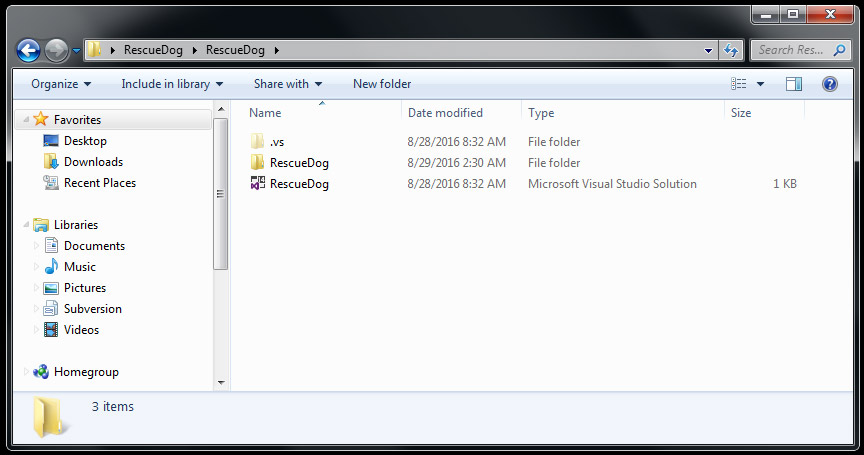 RescueDog RescueDog Search Res...
Organize Include in library Share with New folder
Favorites
Desktop
Downloads
Recent Places
Libraries
Documents
Music
Pictures
Subversion
Videos
Homegroup
Name Date modified Type Size
.vs 8/28/2016 8:32 AM File folder
RescueDog 8/29/2016 2:30 AM File folder
RescueDog 8/28/2016 8:32 AM Microsoft Visual Studio Solution 1 KB
3 items